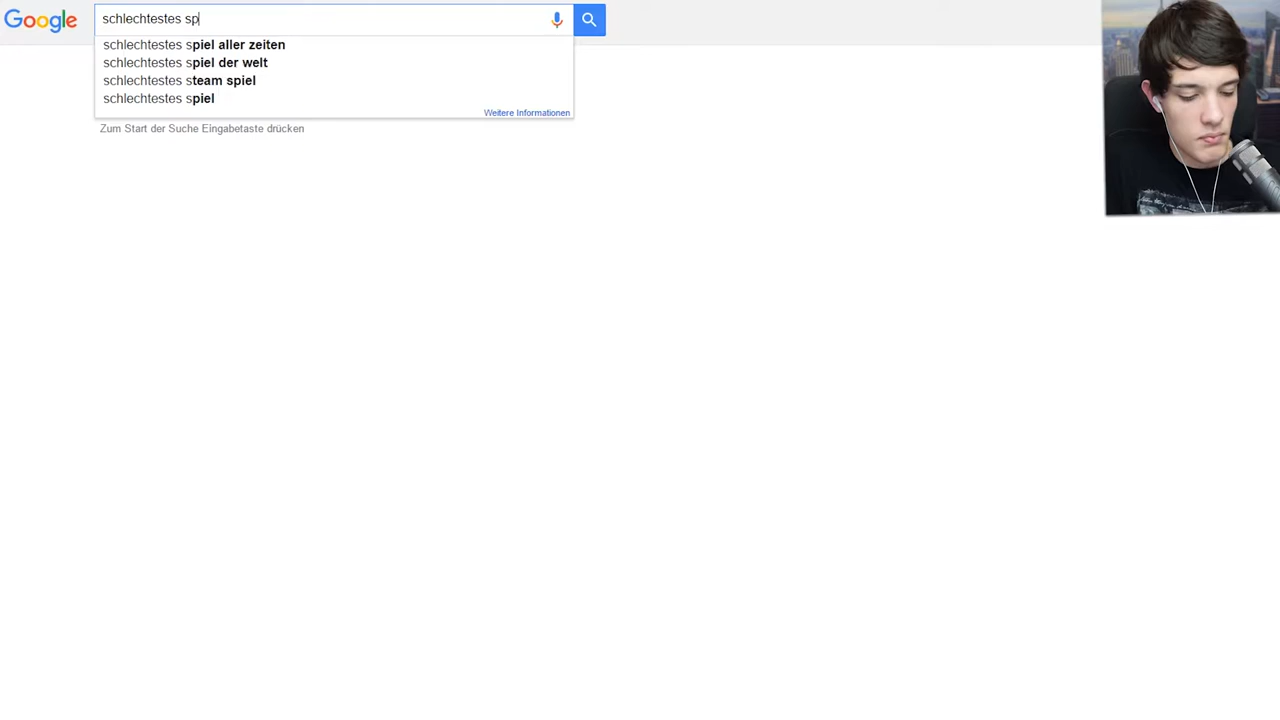 Google
schlechtestes sp
schlechtestes spiel aller zeiten
schlechtestes spiel der welt
schlechtestes steam spiel
schlechtestes spiel
Weitere Informationen
Zum Start der Suche Eingabetaste drücken